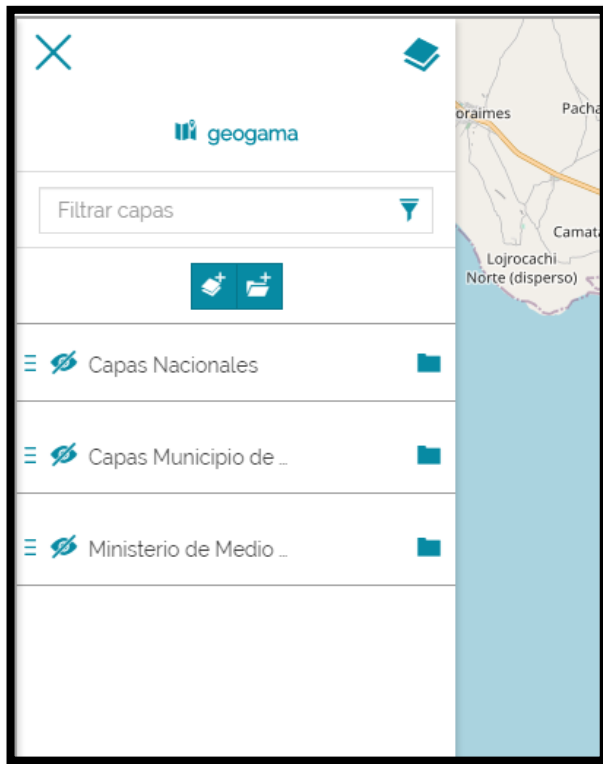 geogama
oraimes
Pacha
Filtrar capas
Camata
Lojrocachi
Norte (disperso)
Capas Nacionales
Capas Municipio de ...
Ministerio de Medio ...